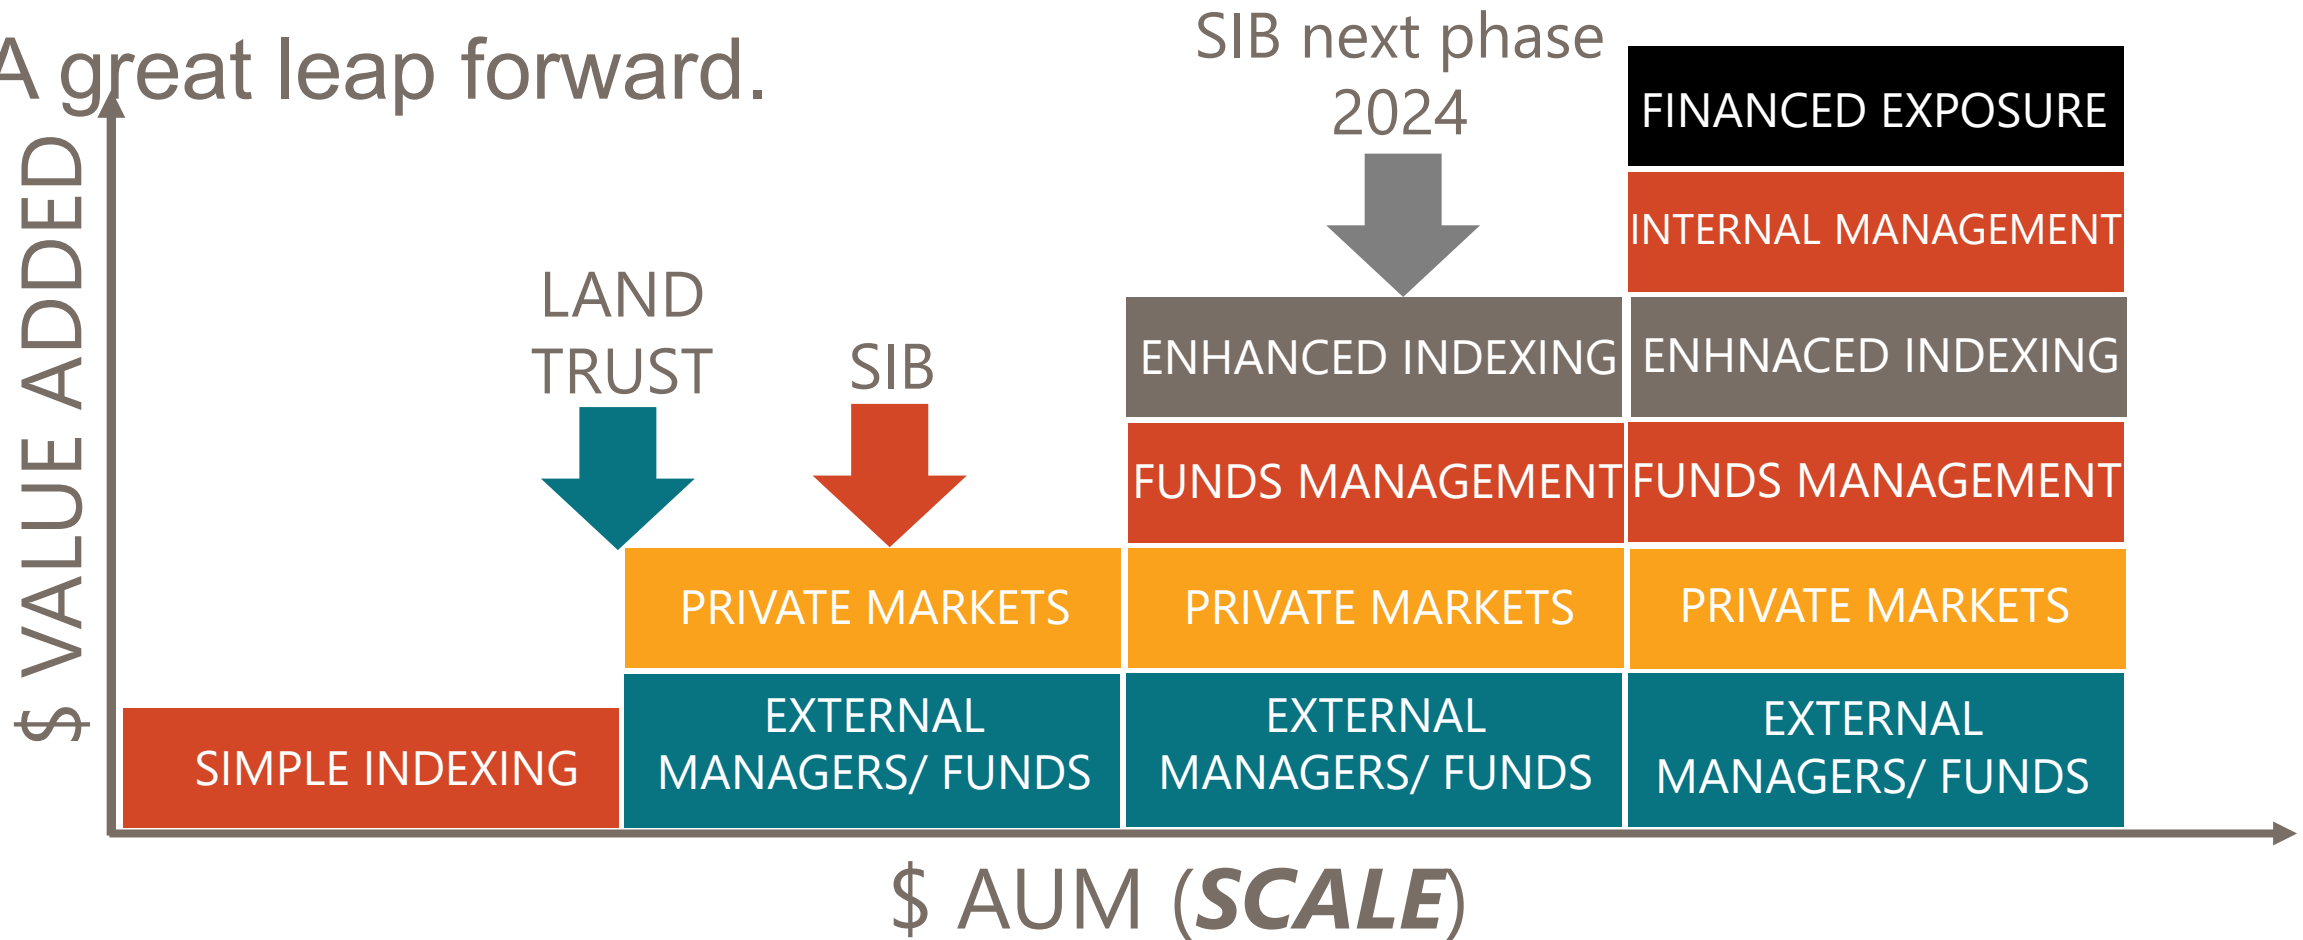 A great leap forward.
SIB next phase
2024
FINANCED EXPOSURE
INTERNAL MANAGEMENT
LAND
TRUST
SIB
ENHANCED INDEXING
ENHNACED INDEXING
FUNDS MANAGEMENT
FUNDS MANAGEMENT
PRIVATE MARKETS
PRIVATE MARKETS
PRIVATE MARKETS
SIMPLE INDEXING
EXTERNAL
MANAGERS/ FUNDS
EXTERNAL
MANAGERS/ FUNDS
EXTERNAL
MANAGERS/ FUNDS
$ VALUE ADDED
$ AUM (SCALE)